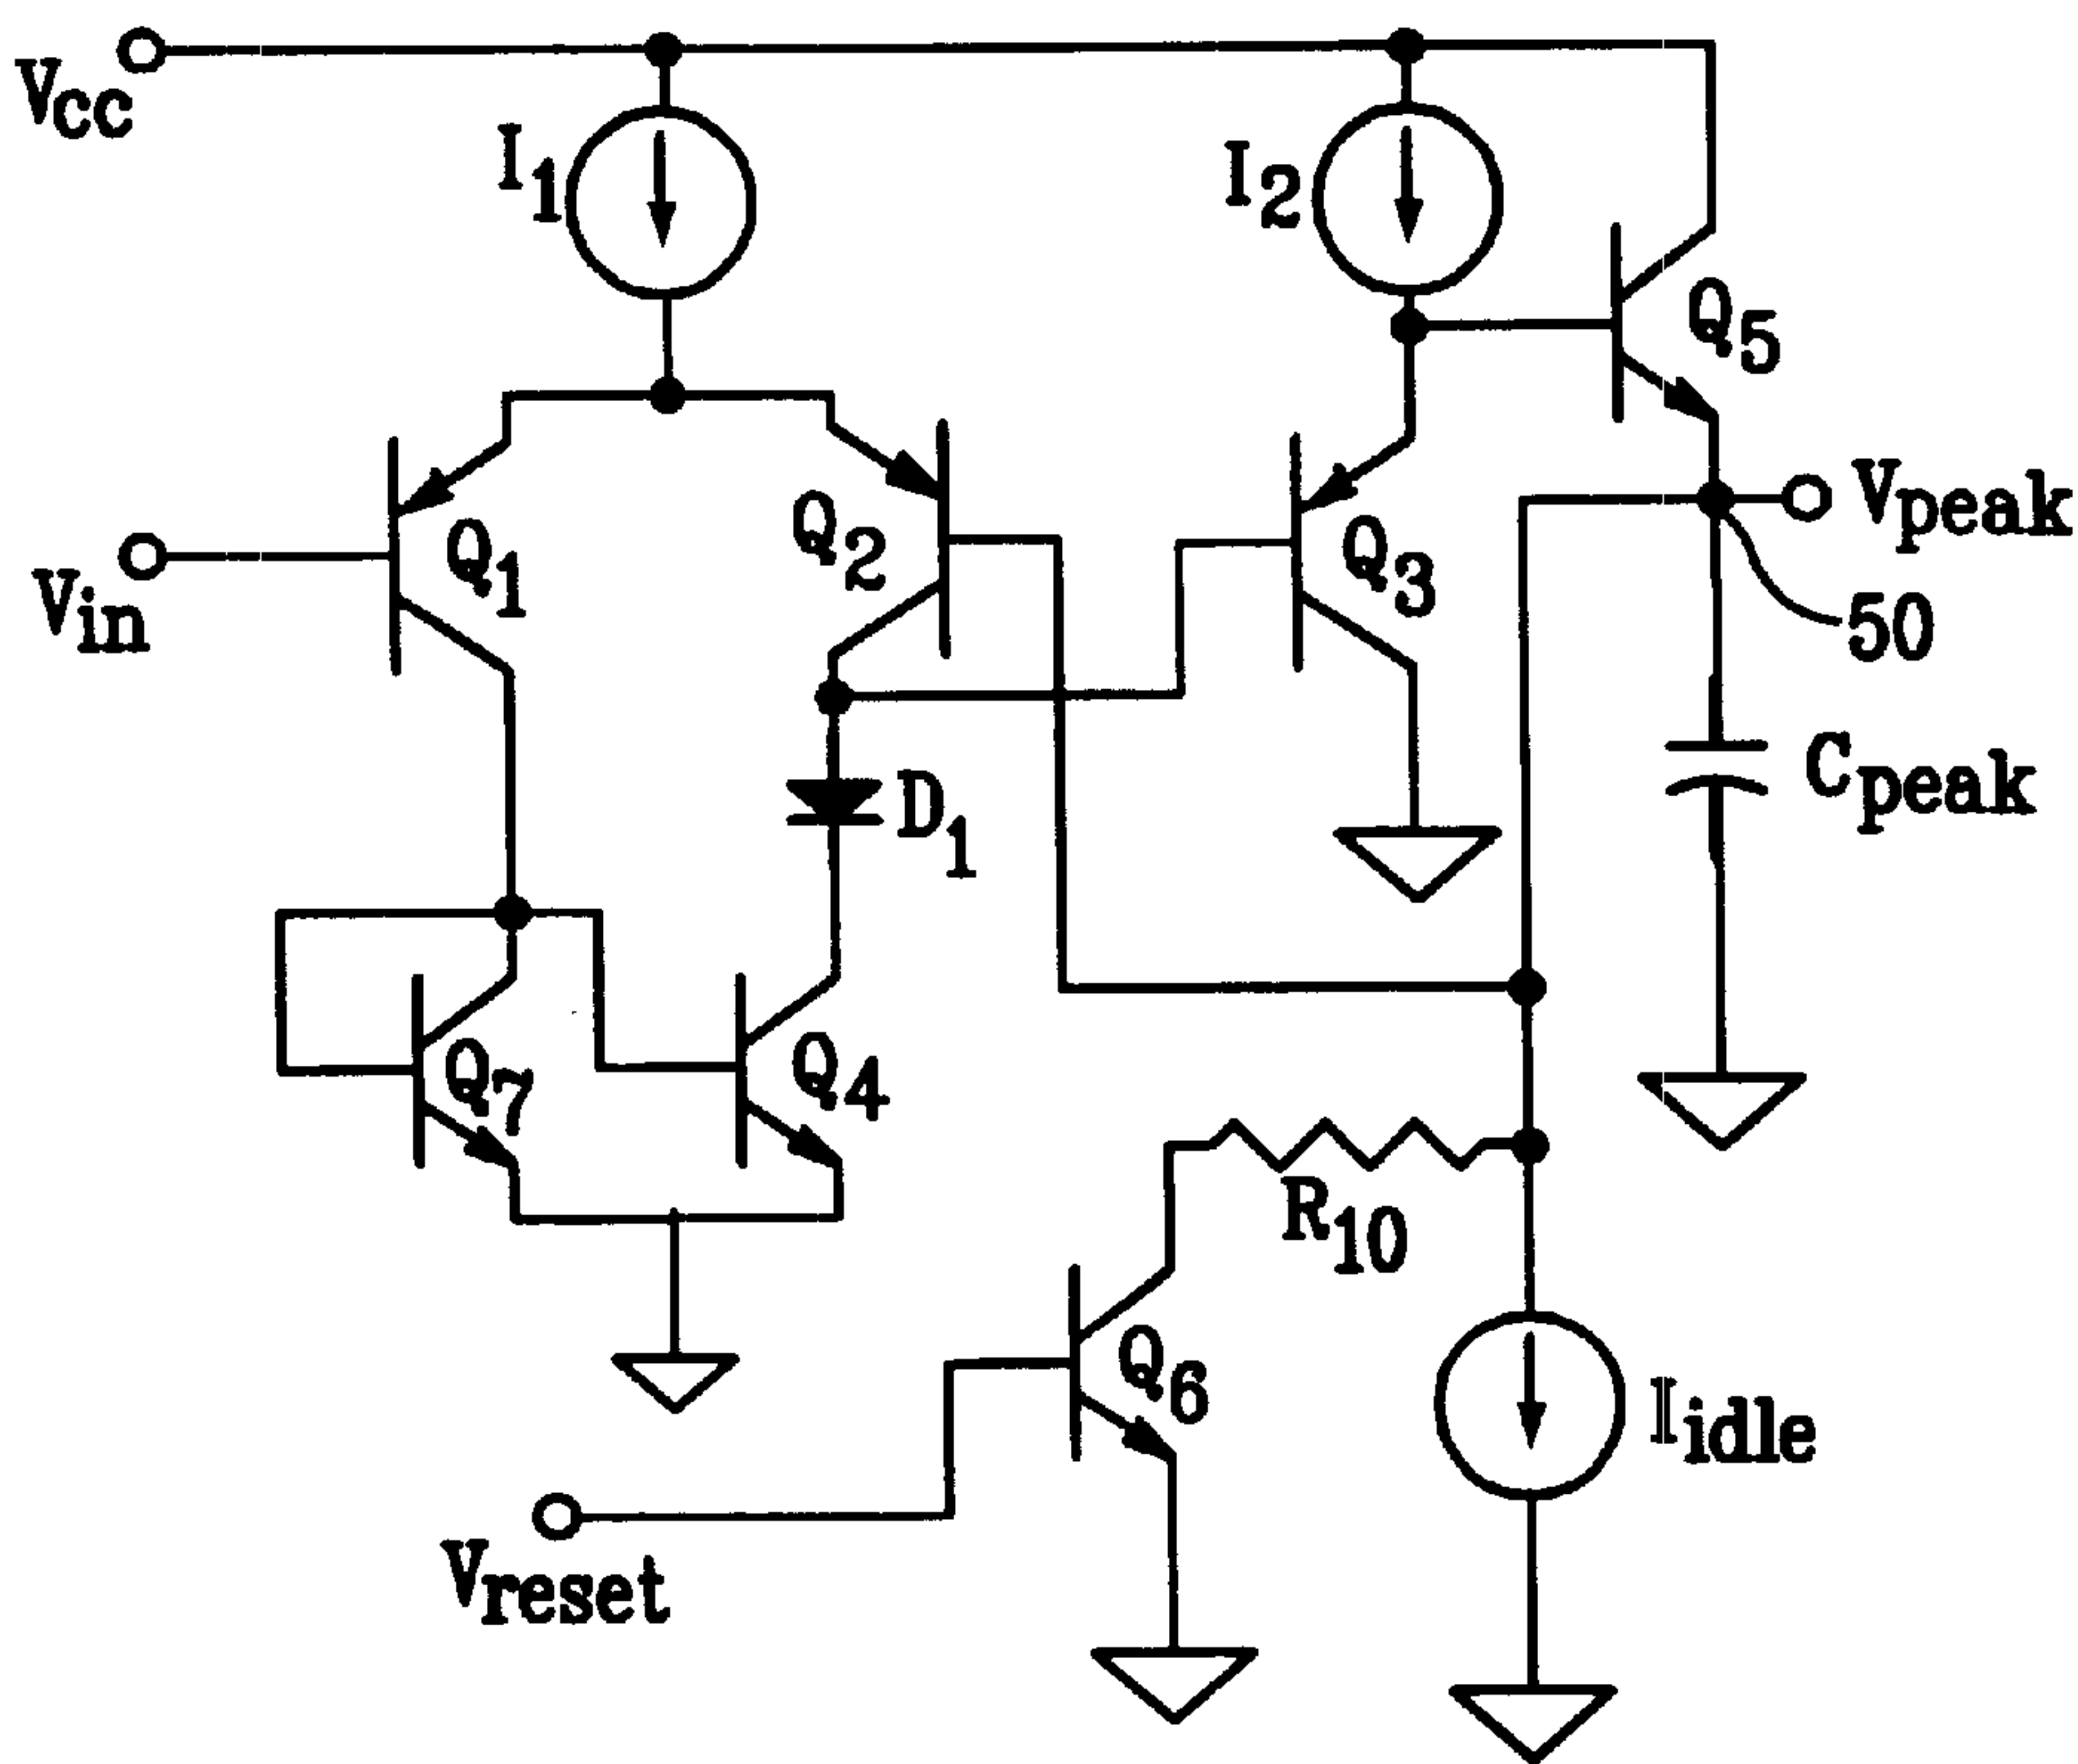 Vcc
I1
I2
Q5
Vpeak
Q1
Q2
Q3
Vin
50
Cpeak
D1
Q7
Q4
R10
Q6
Iidle
Vreset